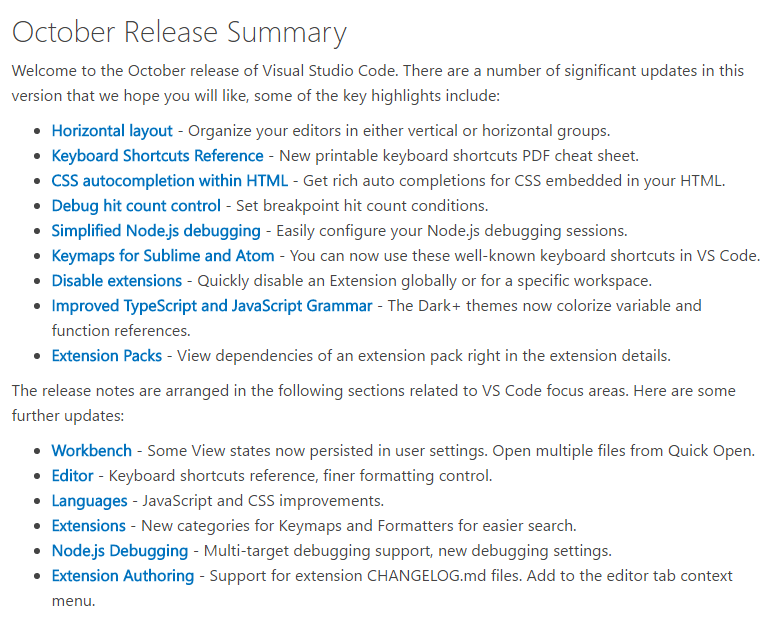 October Release Summary
Welcome to the October release of Visual Studio Code. There are a number of significant updates in this
version that we hope you will like, some of the key highlights include:
• Horizontal layout - Organize your editors in either vertical or horizontal groups.
• Keyboard Shortcuts Reference - New printable keyboard shortcuts PDF cheat sheet.
• CSS autocompletion within HTML - Get rich auto completions for CSS embedded in your HTML.
• Debug hit count control - Set breakpoint hit count conditions.
• Simplified Node.js debugging - Easily configure your Node.js debugging sessions.
• Keymaps for Sublime and Atom - You can now use these well-known keyboard shortcuts in VS Code.
• Disable extensions - Quickly disable an Extension globally or for a specific workspace.
• Improved TypeScript and JavaScript Grammar - The Dark+ themes now colorize variable and
function references.
• Extension Packs - View dependencies of an extension pack right in the extension details.
The release notes are arranged in the following sections related to VS Code focus areas. Here are some
further updates:
• Workbench - Some View states now persisted in user settings. Open multiple files from Quick Open.
• Editor - Keyboard shortcuts reference, finer formatting control.
• Languages - JavaScript and CSS improvements.
• Extensions - New categories for Keymaps and Formatters for easier search.
• Node.js Debugging - Multi-target debugging support, new debugging settings.
• Extension Authoring - Support for extension CHANGELOG.md files. Add to the editor tab context
menu.